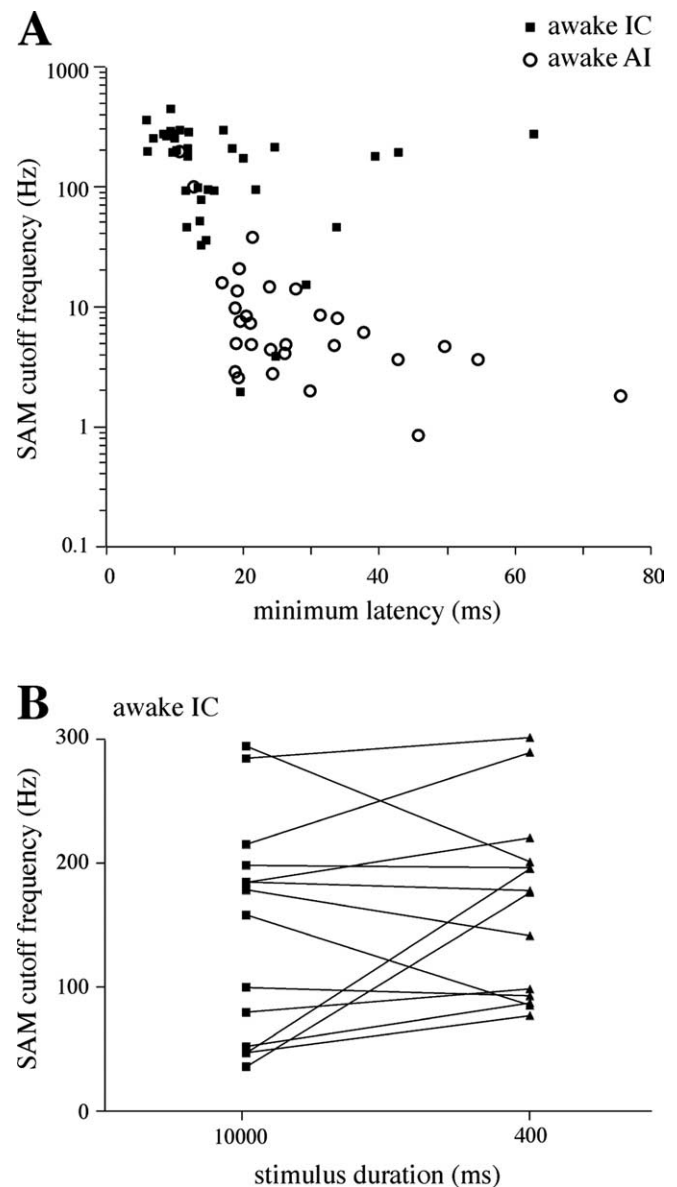 A
awake IC
awake AI
1000
100
10
1
0.1
SAM cutoff frequency (Hz)
0 20 40 60 80
minimum latency (ms)
B awake IC
300
200
100
0
SAM cutoff frequency (Hz)
10000 400
stimulus duration (ms)